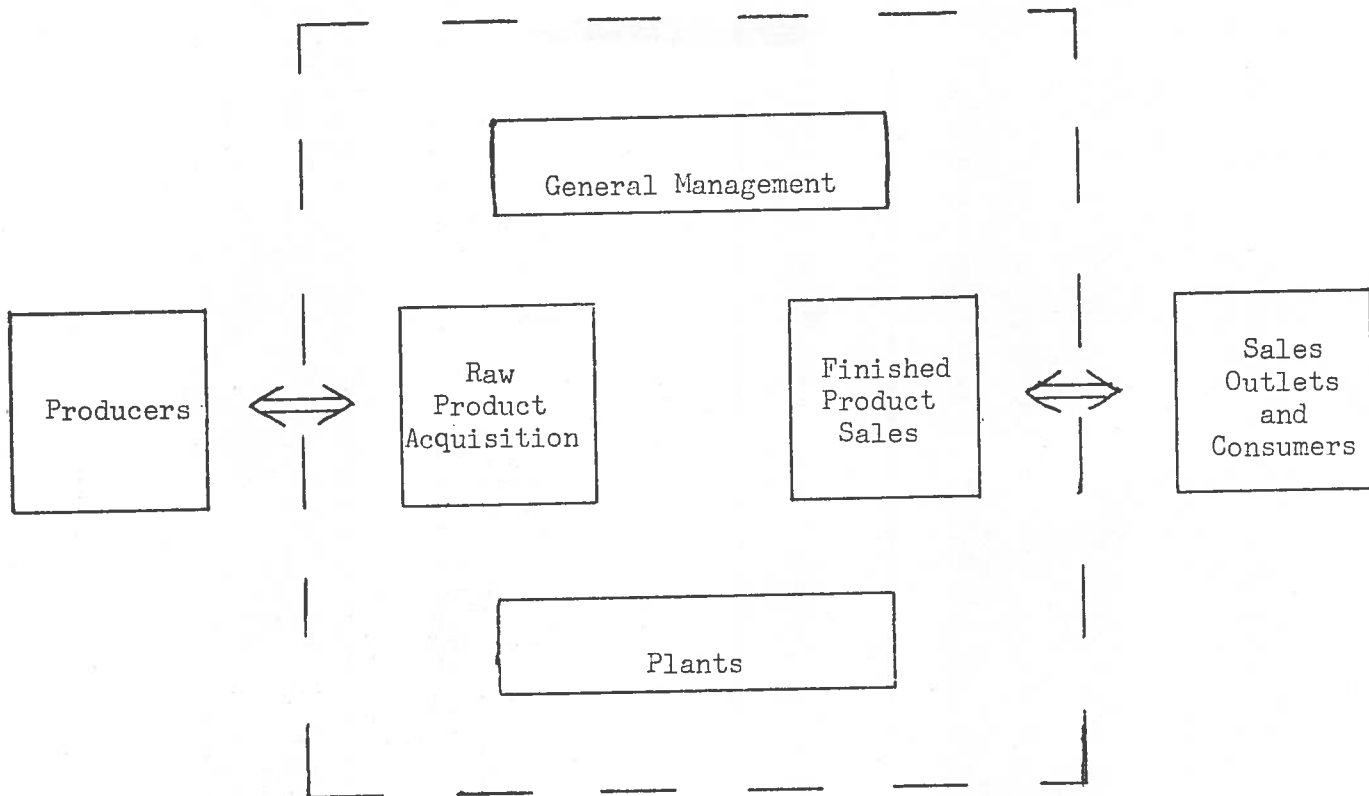 General Management
Producers
Raw
Product
Acquisition
Finished
Product
Sales
Sales
Outlets
and
Consumers
Plants